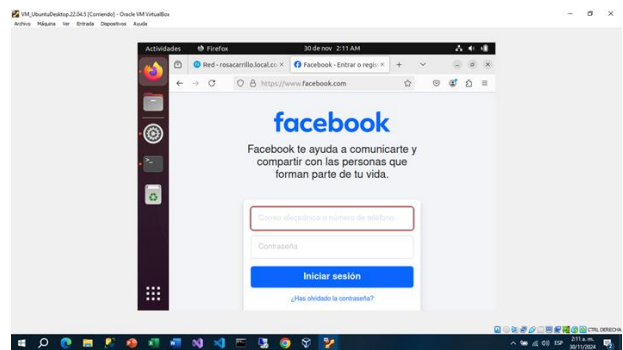 VM_UbuntuDesktop 22.04.5 [Corriendo] - Oracle VM VirtualBox
Archivo Máquina Ver Entrada Dispositivos Ayuda
Actividades Firefox 30 de nov 2:11 AM
Red - rosacarrillo.local.co Facebook - Entrar o regis
https://www.facebook.com
facebook
Facebook te ayuda a comunicarte y
compartir con las personas que
forman parte de tu vida.
Correo electrónico o número de teléfono
Contraseña
Iniciar sesión
¿Has olvidado la contraseña?
CTRL DERECHA
ESP 2:11 a. m.
30/11/2024